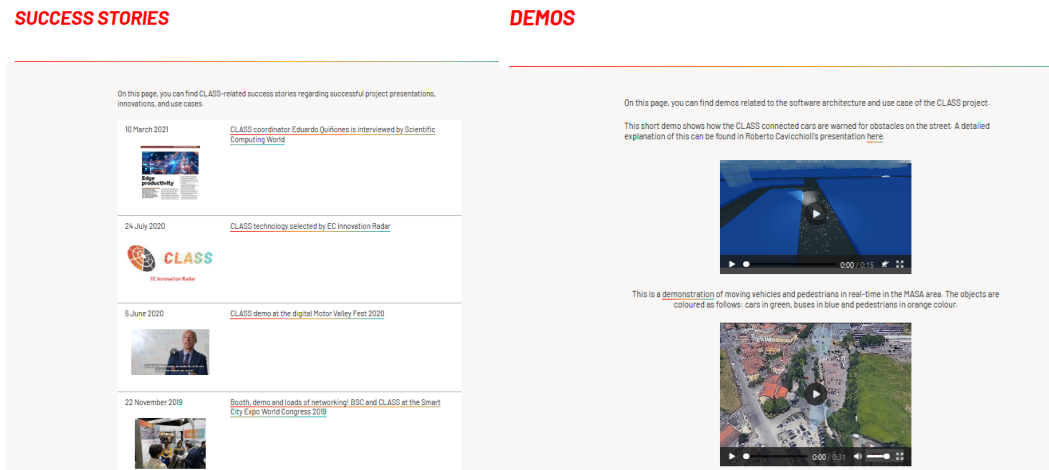 SUCCESS STORIES
On this page, you can find CLASS-related success stories regarding successful project presentations,
innovations, and use cases.
10 March 2021
CLASS coordinator Eduardo Quiñones is interviewed by Scientific
Computing World
Edge
productivity
24 July 2020
CLASS technology selected by EC Innovation Radar
CLASS
EC Innovation Radar
5 June 2020
CLASS demo at the digital Motor Valley Fest 2020
22 November 2019
Booth, demo and loads of networking! BSC and CLASS at the Smart
City Expo World Congress 2019
DEMOS
On this page, you can find demos related to the software architecture and use case of the CLASS project.
This short demo shows how the CLASS connected cars are warned for obstacles on the street. A detailed
explanation of this can be found in Roberto Cavicchioli's presentation here.
0:00 / 0:15
This is a demonstration of moving vehicles and pedestrians in real-time in the MASA area. The objects are
coloured as follows: cars in green, buses in blue and pedestrians in orange colour.
0:00 / 0:31